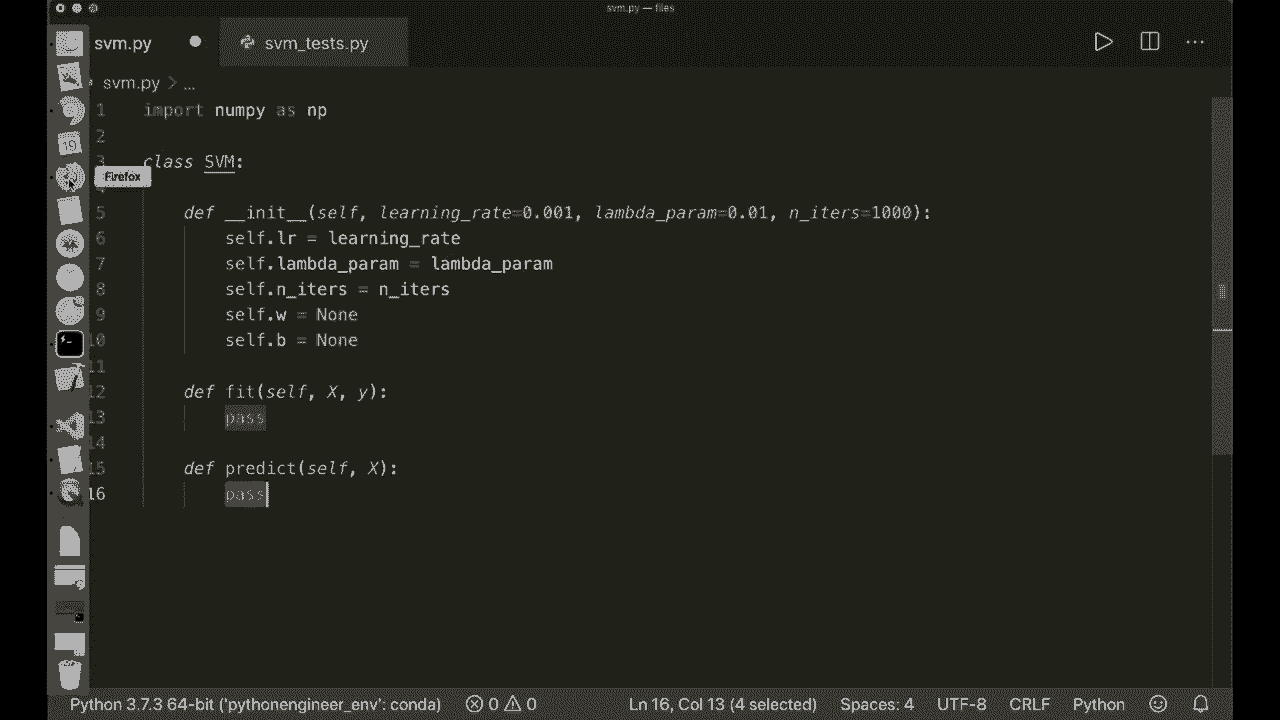 svm.py — files
svm.py
svm_tests.py
svm.py > ...
1 import numpy as np
2
3 class SVM:
Firefox
5 def __init__(self, learning_rate=0.001, lambda_param=0.01, n_iters=1000):
6 self.lr = learning_rate
7 self.lambda_param = lambda_param
8 self.n_iters = n_iters
9 self.w = None
10 self.b = None
11
12 def fit(self, X, y):
13 pass
14
15 def predict(self, X):
16 pass
19
Python 3.7.3 64-bit ('pythonengineer_env': conda) 0 0 Ln 16, Col 13 (4 selected) Spaces: 4 UTF-8 CRLF Python